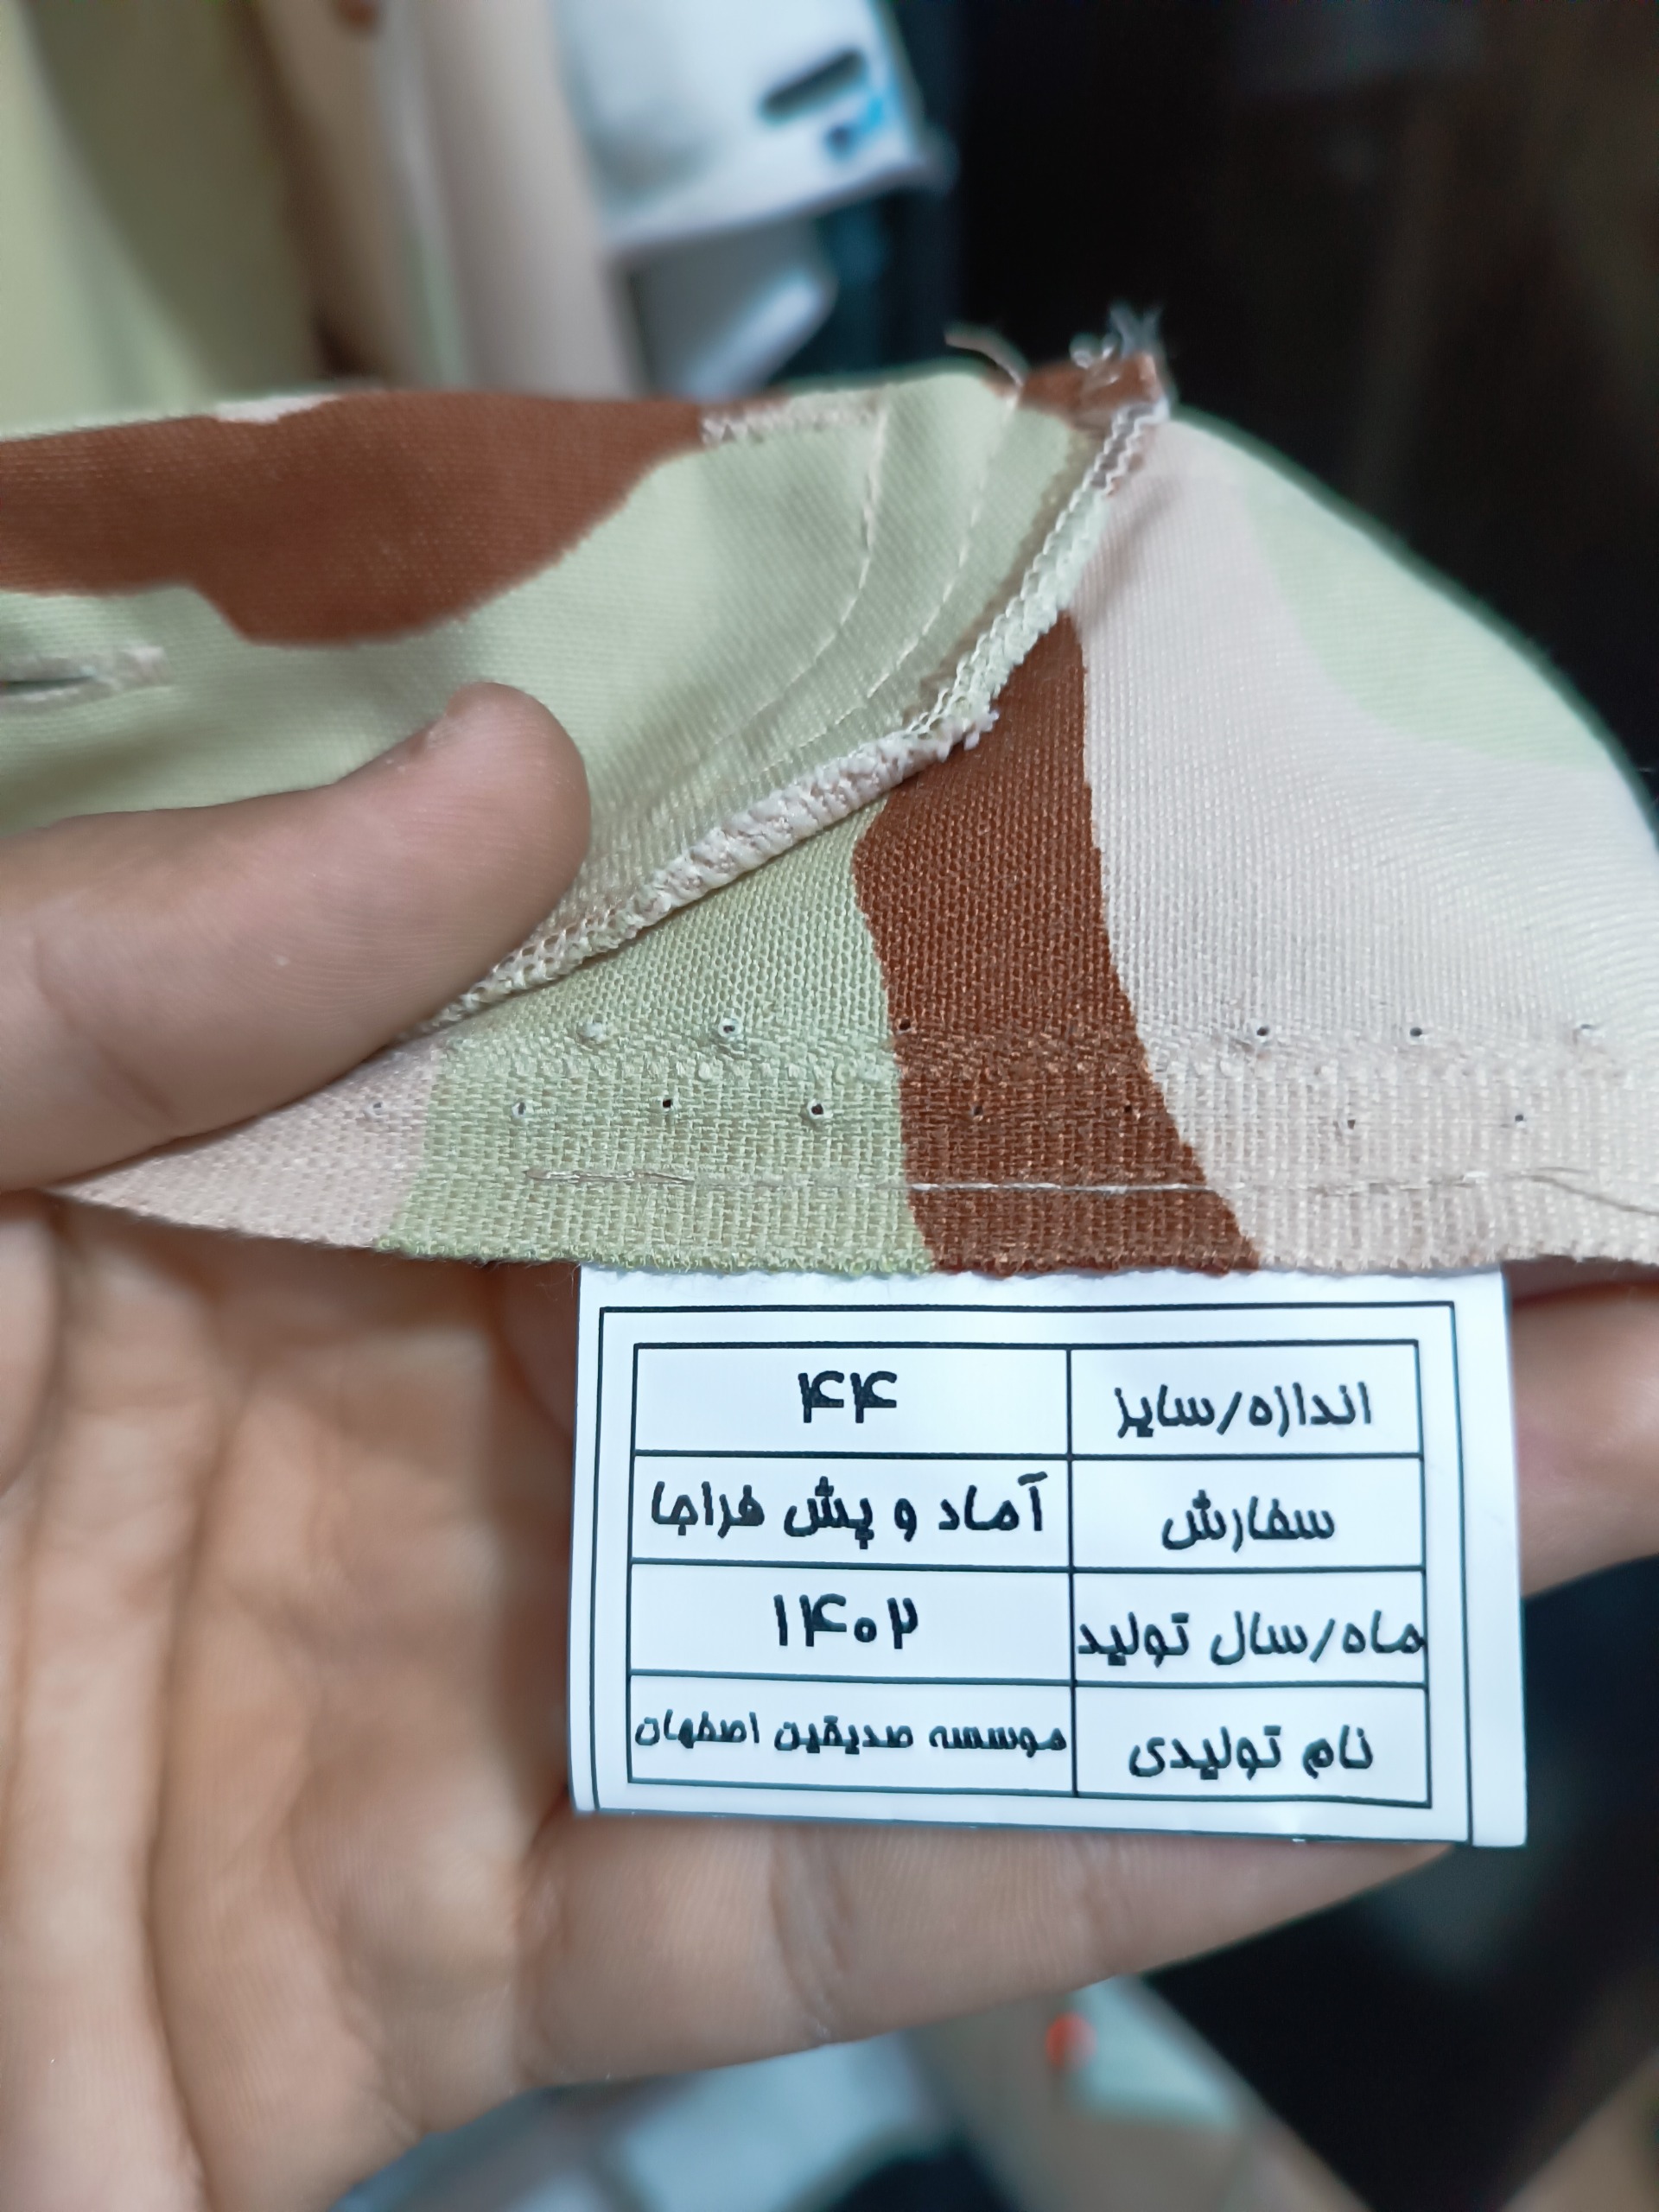 اندازه/سایز ۴۴
سفارش آماد و پش فراجا
ماه/سال تولید ۱۴۰۲
نام تولیدی موسسه صدیقین اصفهان